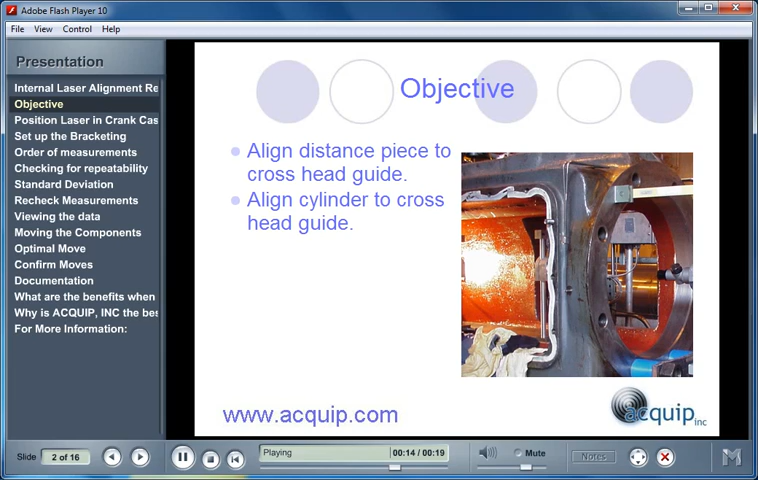 Adobe Flash Player 10
File View Control Help
Presentation
Internal Laser Alignment Re
Objective
Position Laser in Crank Cas
Set up the Bracketing
Order of measurements
Checking for repeatability
Standard Deviation
Recheck Measurements
Viewing the data
Moving the Components
Optimal Move
Confirm Moves
Documentation
What are the benefits when
Why is ACQUIP, INC the bes
For More Information:
Objective
Align distance piece to
cross head guide.
Align cylinder to cross
head guide.
www.acquip.com
acquip inc
Slide 2 of 16
Playing 00:14 / 00:19
Mute
Notes